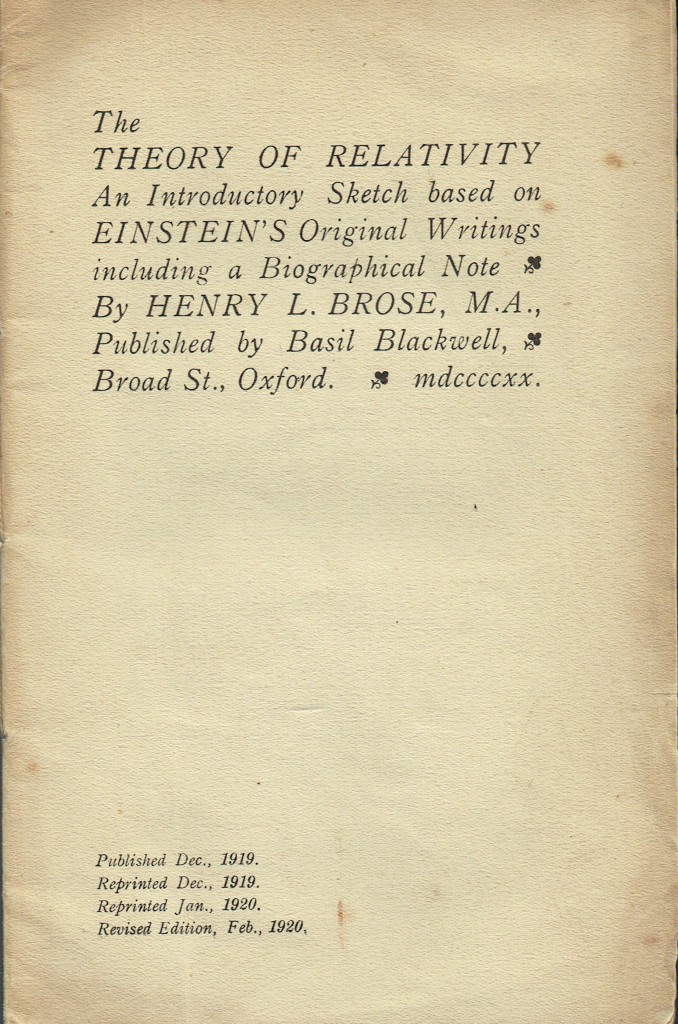 The
THEORY OF RELATIVITY
An Introductory Sketch based on
EINSTEIN'S Original Writings
including a Biographical Note
By HENRY L. BROSE, M.A.,
Published by Basil Blackwell,
Broad St., Oxford. mdccccxx.
Published Dec., 1919.
Reprinted Dec., 1919.
Reprinted Jan., 1920.
Revised Edition, Feb., 1920.